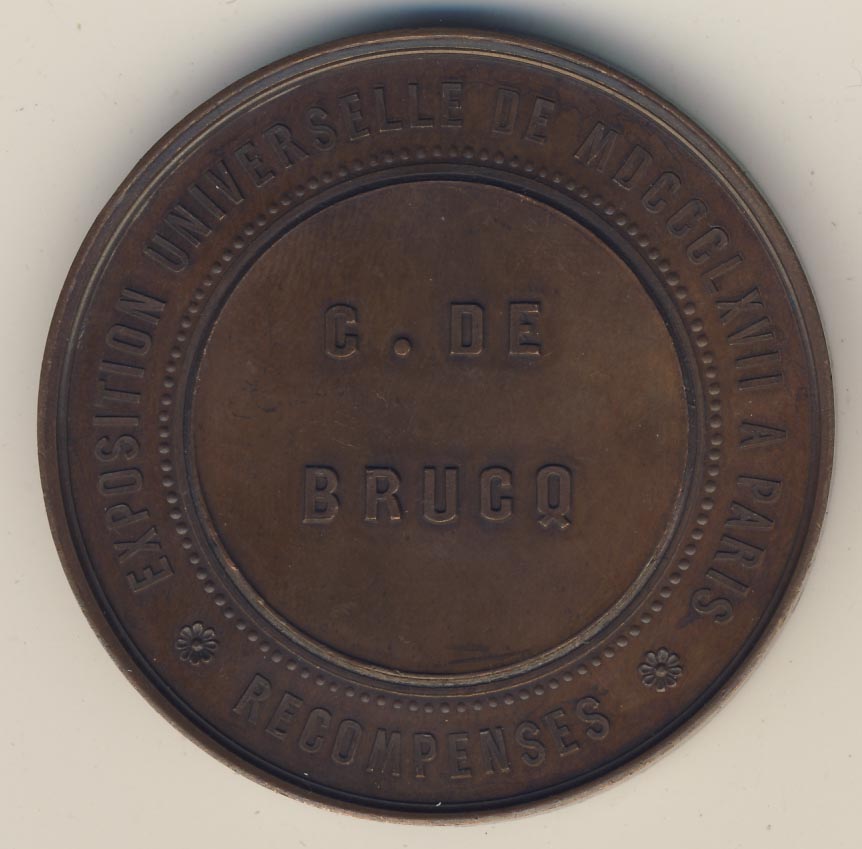 EXPOSITION UNIVERSELLE DE MDCCCLXVII A PARIS
C. DE
BRUCQ
RECOMPENSES